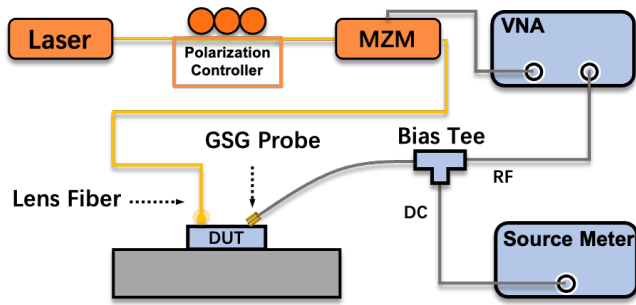 Laser
Polarization
Controller
MZM
VNA
GSG Probe
Bias Tee
RF
Lens Fiber
DC
DUT
Source Meter